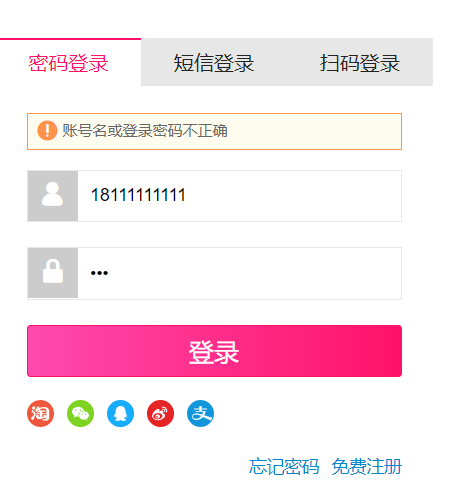 密码登录 短信登录 扫码登录
账号名或登录密码不正确
18111111111
•••
登录
淘 支
忘记密码 免费注册